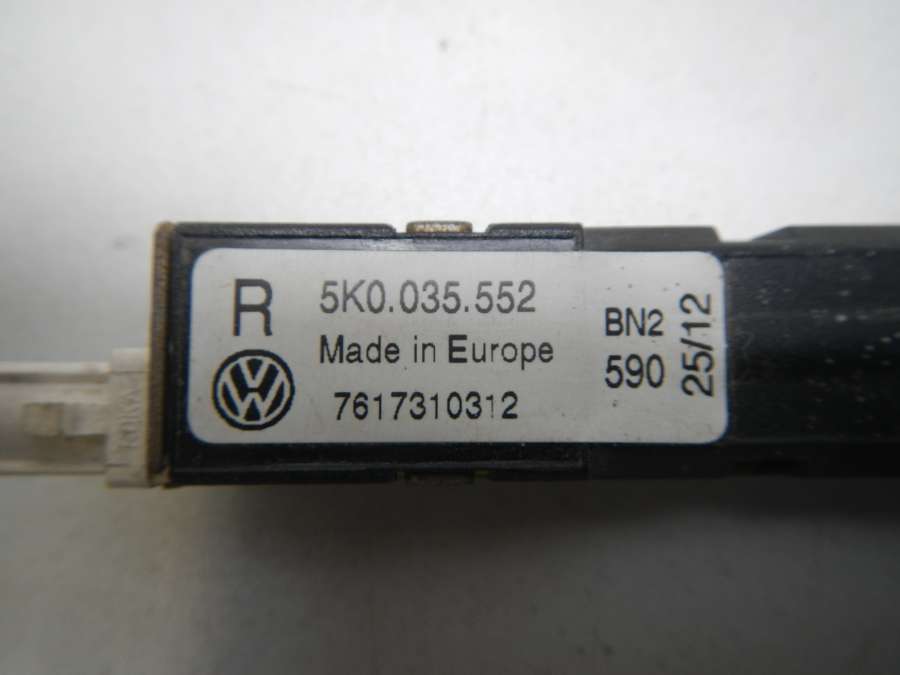 R
5K0.035.552
Made in Europe
7617310312
BN2
590
25/12